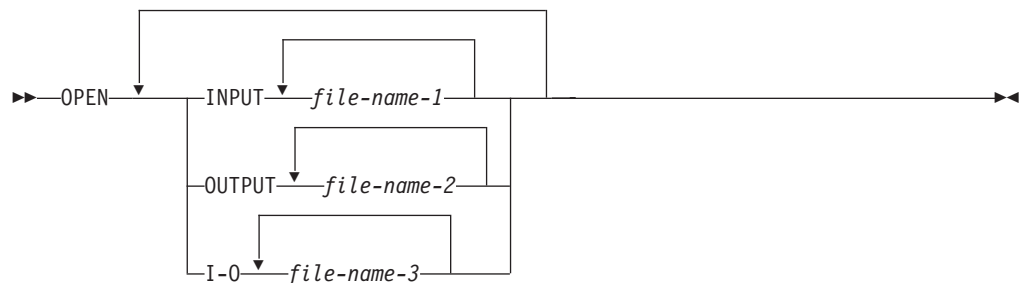 OPEN INPUT file-name-1
OUTPUT file-name-2
I-O file-name-3